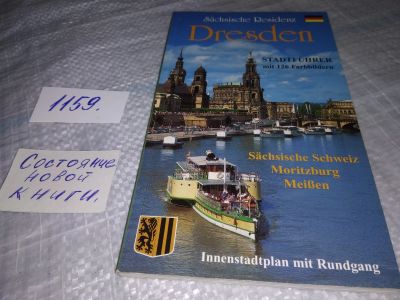 Sächsische Residenz
Dresden
STADTFÜHRER
mit 126 Farbbildern
Sächsische Schweiz
Moritzburg
Meißen
Innenstadtplan mit Rundgang
1159.
Состояние
новой
книги.